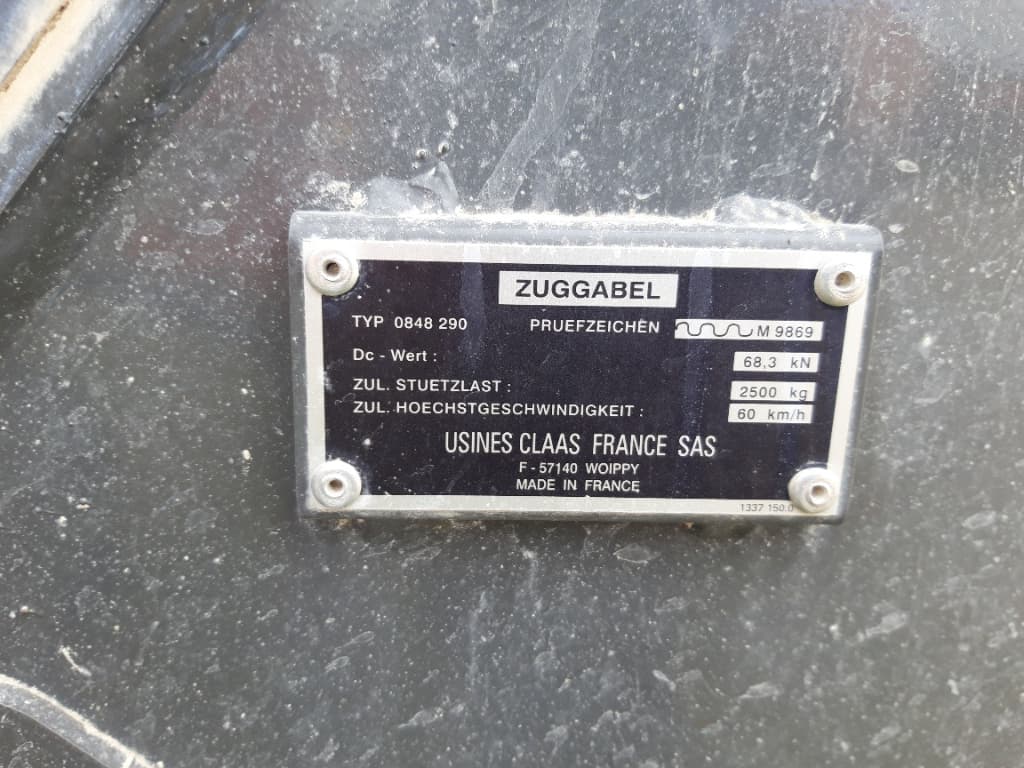 ZUGGABEL
TYP 0848 290 PRUEFZEICHEN M 9869
Dc - Wert : 68,3 kN
ZUL. STUETZLAST : 2500 kg
ZUL. HOECHSTGESCHWINDIGKEIT : 60 km/h
USINES CLAAS FRANCE SAS
F - 57140 WOIPPY
MADE IN FRANCE
1337 150.0